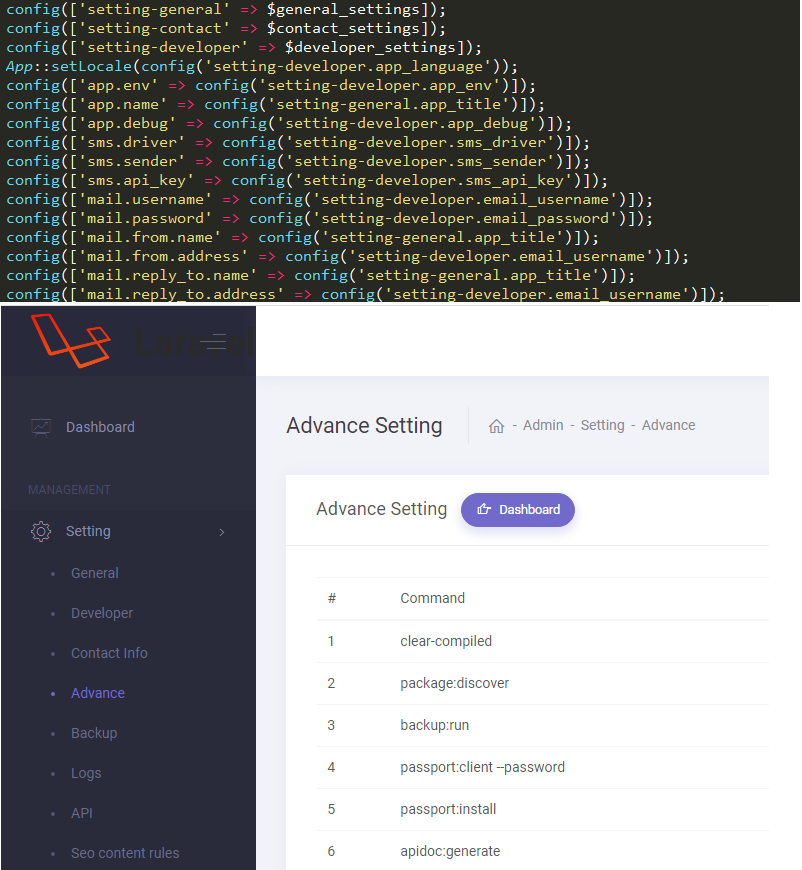 config(['setting-general' => $general_settings]);
config(['setting-contact' => $contact_settings]);
config(['setting-developer' => $developer_settings]);
App::setLocale(config('setting-developer.app_language'));
config(['app.env' => config('setting-developer.app_env')]);
config(['app.name' => config('setting-general.app_title')]);
config(['app.debug' => config('setting-developer.app_debug')]);
config(['sms.driver' => config('setting-developer.sms_driver')]);
config(['sms.sender' => config('setting-developer.sms_sender')]);
config(['sms.api_key' => config('setting-developer.sms_api_key')]);
config(['mail.username' => config('setting-developer.email_username')]);
config(['mail.password' => config('setting-developer.email_password')]);
config(['mail.from.name' => config('setting-general.app_title')]);
config(['mail.from.address' => config('setting-developer.email_username')]);
config(['mail.reply_to.name' => config('setting-general.app_title')]);
config(['mail.reply_to.address' => config('setting-developer.email_username')]);
Laravel
Dashboard
MANAGEMENT
Setting
General
Developer
Contact Info
Advance
Backup
Logs
API
Seo content rules
Advance Setting
- Admin - Setting - Advance
Advance Setting
Dashboard
# Command
1 clear-compiled
2 package:discover
3 backup:run
4 passport:client --password
5 passport:install
6 apidoc:generate